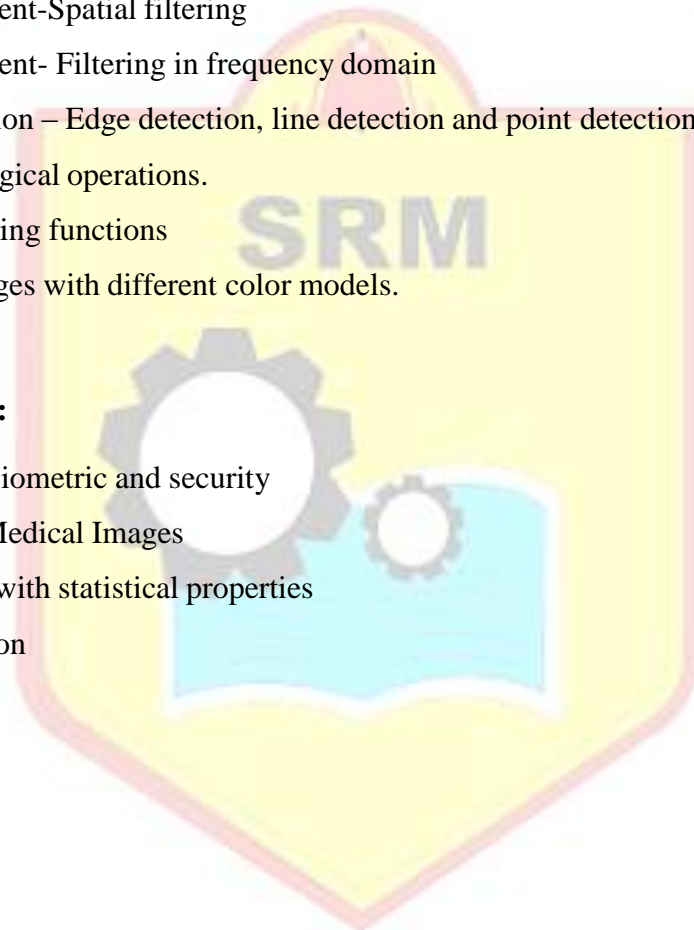 ent-Spatial filtering
ent- Filtering in frequency domain
ion – Edge detection, line detection and point detection
gical operations.
ing functions
SRM
ges with different color models.
:
iometric and security
Medical Images
with statistical properties
on